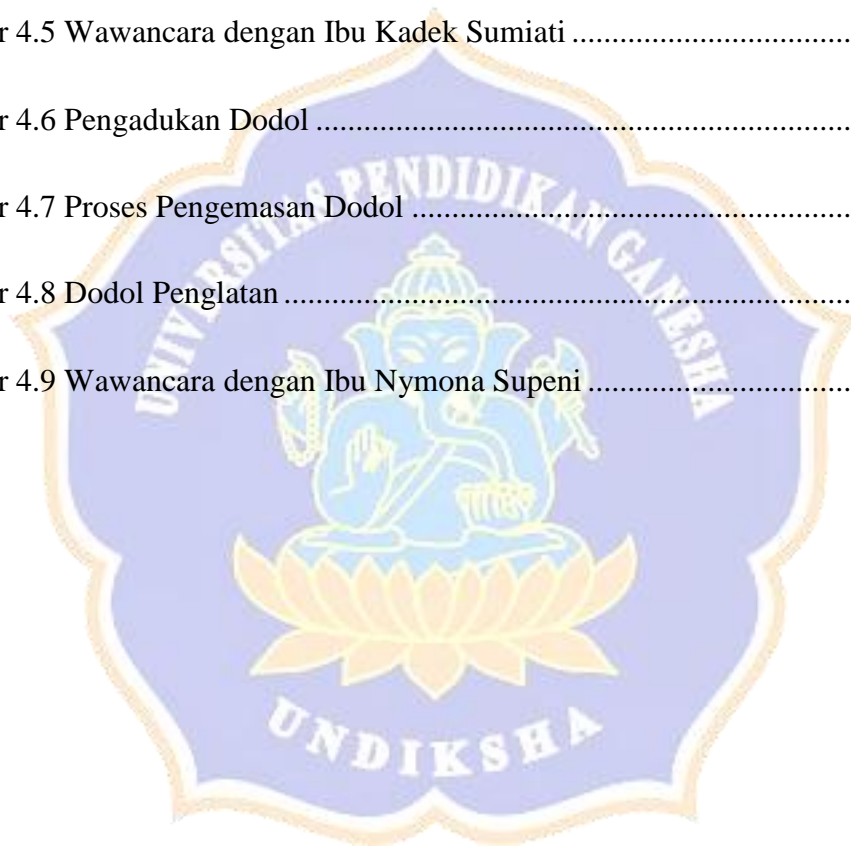 r 4.5 Wawancara dengan Ibu Kadek Sumiati ...................................
r 4.6 Pengadukan Dodol ...................................................................
r 4.7 Proses Pengemasan Dodol .......................................................
r 4.8 Dodol Penglatan .......................................................................
r 4.9 Wawancara dengan Ibu Nymona Supeni .................................
UNIVERSITAS PENDIDIKAN GANESHA
UNDIKSHA